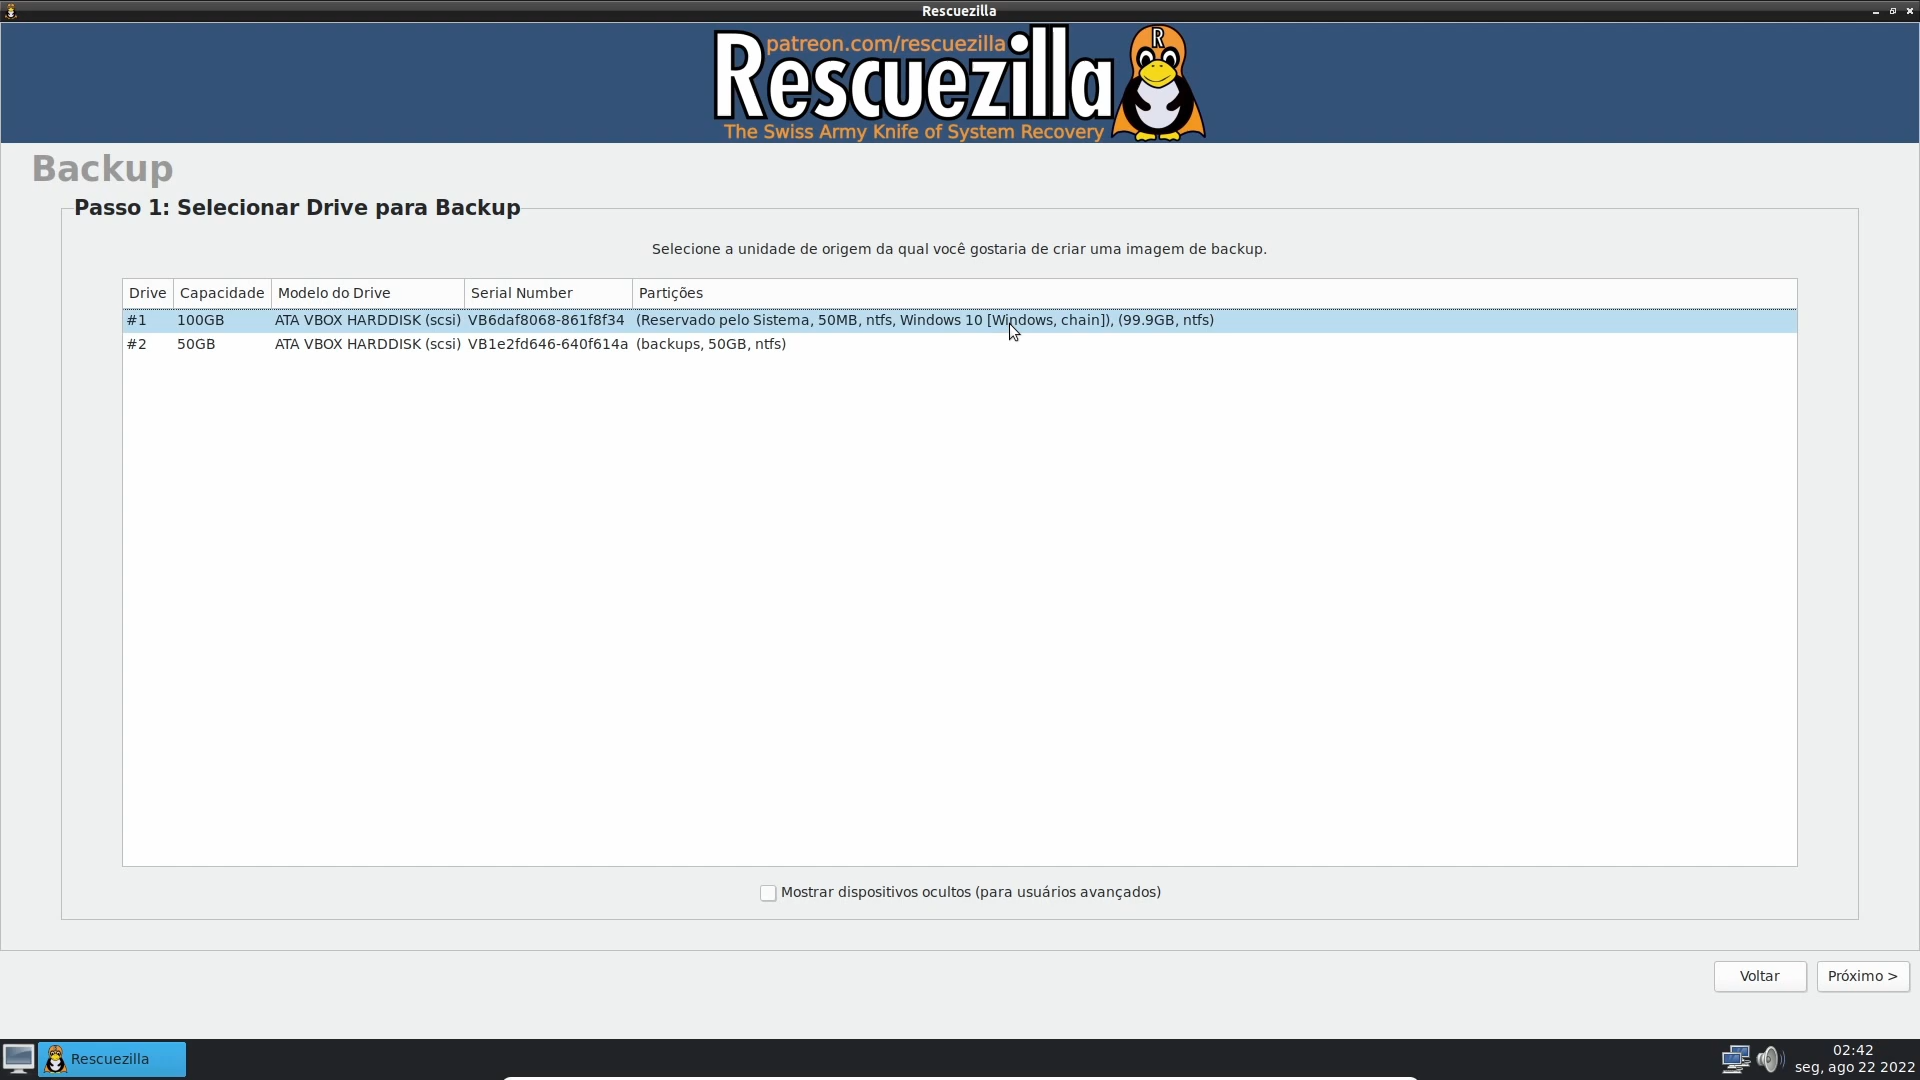 Rescuezilla
patreon.com/rescuezilla
Rescuezilla
R
The Swiss Army Knife of System Recovery
Backup
Passo 1: Selecionar Drive para Backup
Selecione a unidade de origem da qual você gostaria de criar uma imagem de backup.
Drive Capacidade Modelo do Drive Serial Number Partições
#1 100GB ATA VBOX HARDDISK (scsi) VB6daf8068-861f8f34 (Reservado pelo Sistema, 50MB, ntfs, Windows 10 [Windows, chain]), (99.9GB, ntfs)
#2 50GB ATA VBOX HARDDISK (scsi) VB1e2fd646-640f614a (backups, 50GB, ntfs)
Mostrar dispositivos ocultos (para usuários avançados)
Voltar Próximo >
Rescuezilla
02:42
seg, ago 22 2022